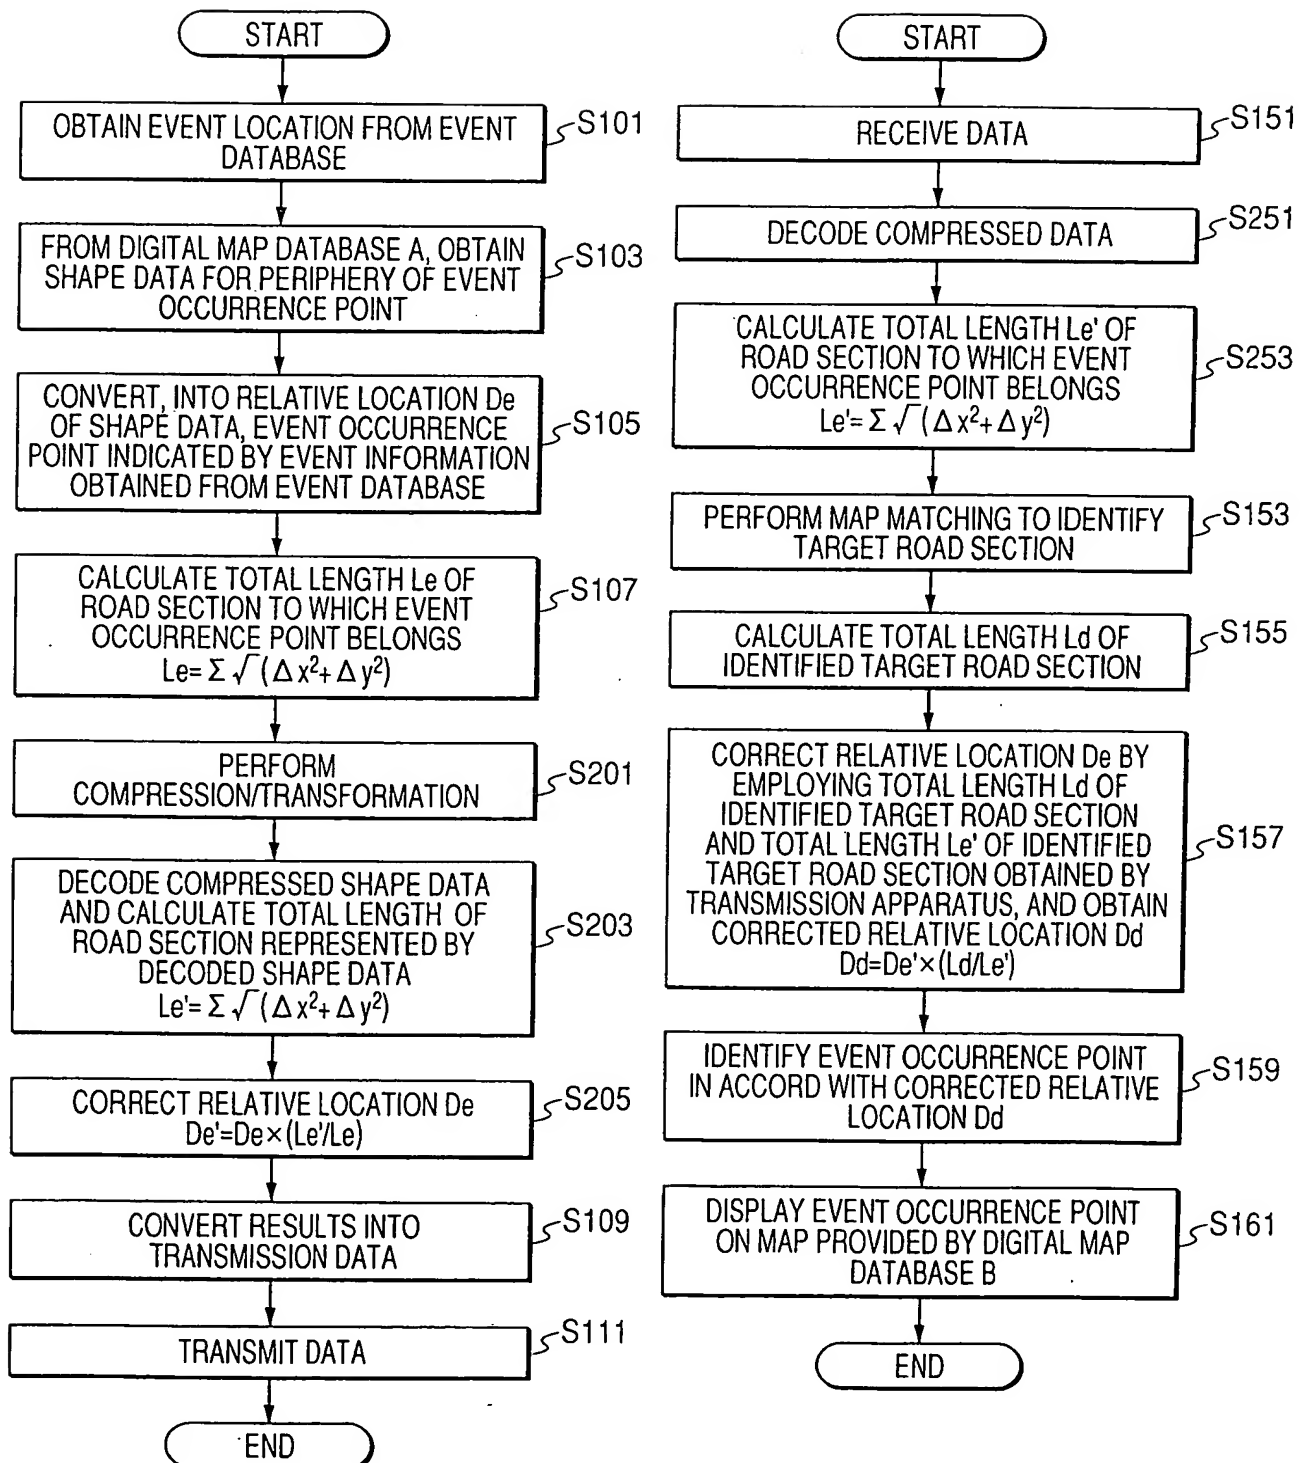 START
OBTAIN EVENT LOCATION FROM EVENT
DATABASE
S101
FROM DIGITAL MAP DATABASE A, OBTAIN
SHAPE DATA FOR PERIPHERY OF EVENT
OCCURRENCE POINT
S103
CONVERT, INTO RELATIVE LOCATION De
OF SHAPE DATA, EVENT OCCURRENCE
POINT INDICATED BY EVENT INFORMATION
OBTAINED FROM EVENT DATABASE
S105
CALCULATE TOTAL LENGTH Le OF
ROAD SECTION TO WHICH EVENT
OCCURRENCE POINT BELONGS
Le=Σ√(Δx²+Δy²)
S107
PERFORM
COMPRESSION/TRANSFORMATION
S201
DECODE COMPRESSED SHAPE DATA
AND CALCULATE TOTAL LENGTH OF
ROAD SECTION REPRESENTED BY
DECODED SHAPE DATA
Le'=Σ√(Δx²+Δy²)
S203
CORRECT RELATIVE LOCATION De
De'=De×(Le'/Le)
S205
CONVERT RESULTS INTO
TRANSMISSION DATA
S109
TRANSMIT DATA
S111
END
START
RECEIVE DATA
S151
DECODE COMPRESSED DATA
S251
CALCULATE TOTAL LENGTH Le' OF
ROAD SECTION TO WHICH EVENT
OCCURRENCE POINT BELONGS
Le'=Σ√(Δx²+Δy²)
S253
PERFORM MAP MATCHING TO IDENTIFY
TARGET ROAD SECTION
S153
CALCULATE TOTAL LENGTH Ld OF
IDENTIFIED TARGET ROAD SECTION
S155
CORRECT RELATIVE LOCATION De BY
EMPLOYING TOTAL LENGTH Ld OF
IDENTIFIED TARGET ROAD SECTION
AND TOTAL LENGTH Le' OF IDENTIFIED
TARGET ROAD SECTION OBTAINED BY
TRANSMISSION APPARATUS, AND OBTAIN
CORRECTED RELATIVE LOCATION Dd
Dd=De'×(Ld/Le')
S157
IDENTIFY EVENT OCCURRENCE POINT
IN ACCORD WITH CORRECTED RELATIVE
LOCATION Dd
S159
DISPLAY EVENT OCCURRENCE POINT
ON MAP PROVIDED BY DIGITAL MAP
DATABASE B
S161
END